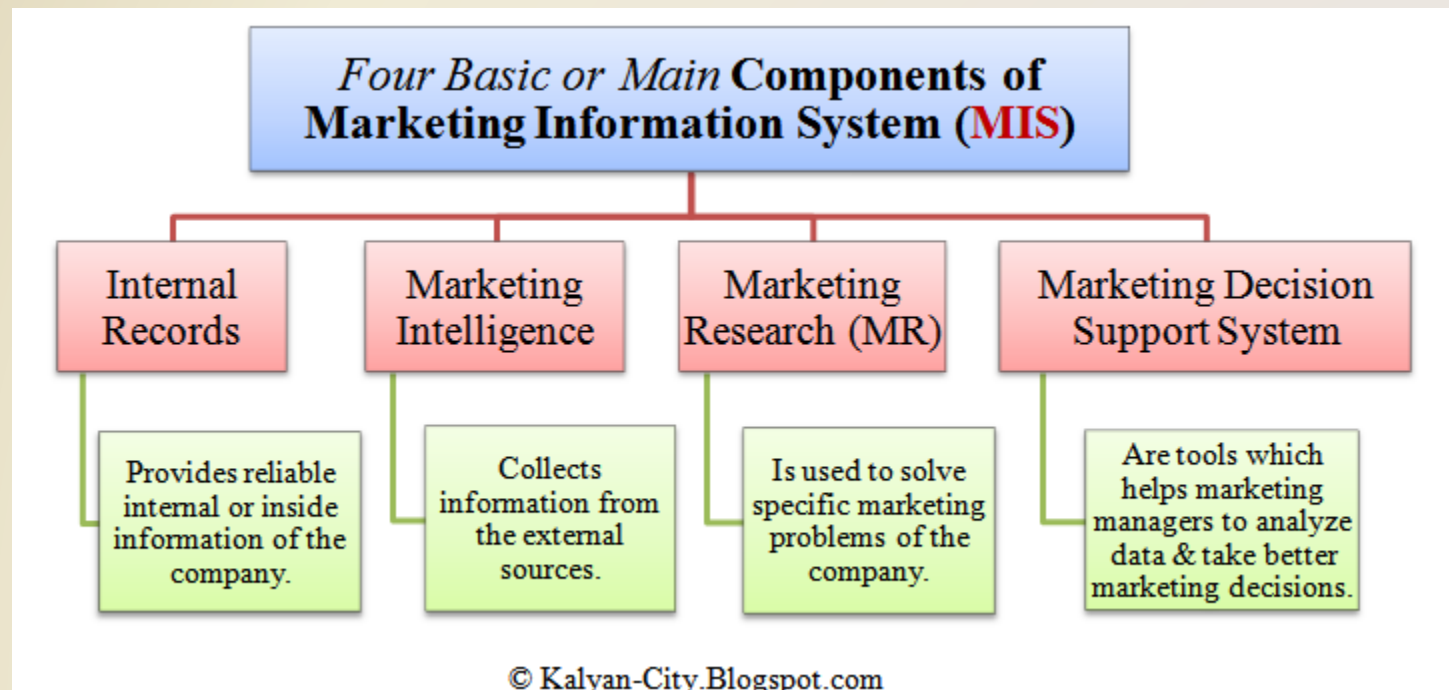 Four Basic or Main Components of
Marketing Information System (MIS)
Internal
Records
Provides reliable
internal or inside
information of the
company.
Marketing
Intelligence
Collects
information from
the external
sources.
Marketing
Research (MR)
Is used to solve
specific marketing
problems of the
company.
Marketing Decision
Support System
Are tools which
helps marketing
managers to analyze
data & take better
marketing decisions.
© Kalyan-City.Blogspot.com